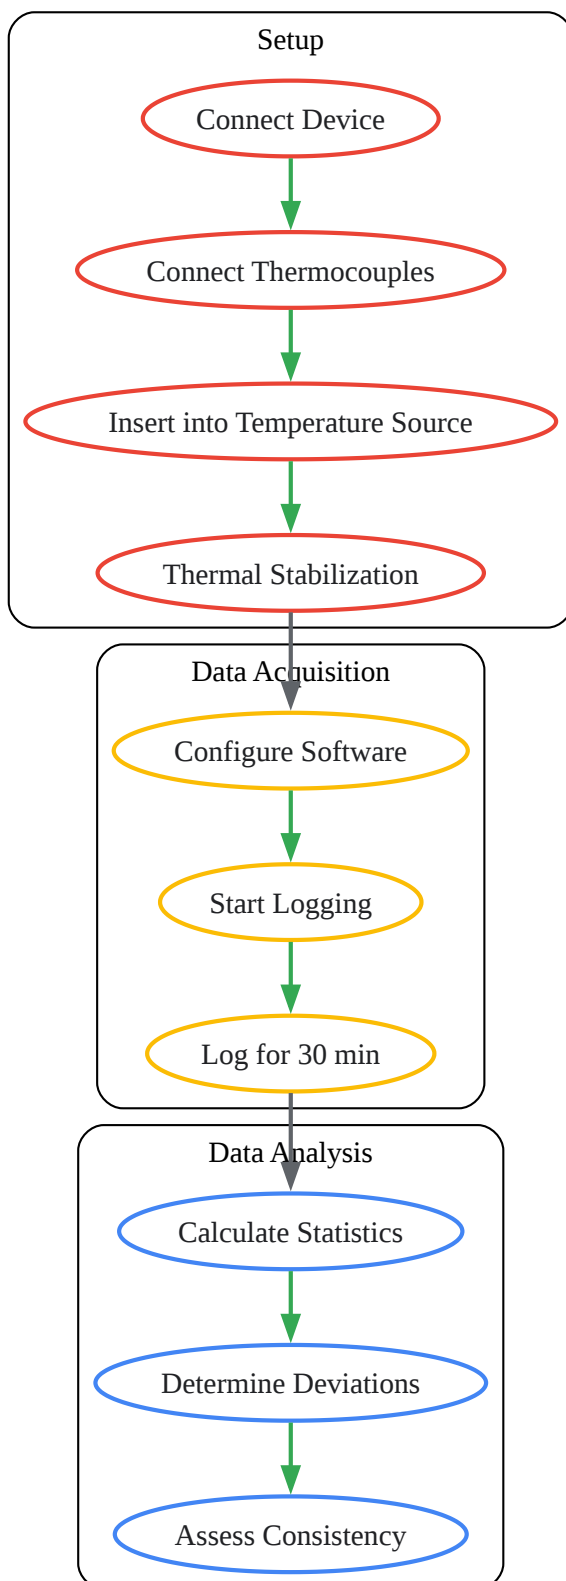 Setup
Connect Device
Connect Thermocouples
Insert into Temperature Source
Thermal Stabilization
Data Acquisition
Configure Software
Start Logging
Log for 30 min
Data Analysis
Calculate Statistics
Determine Deviations
Assess Consistency